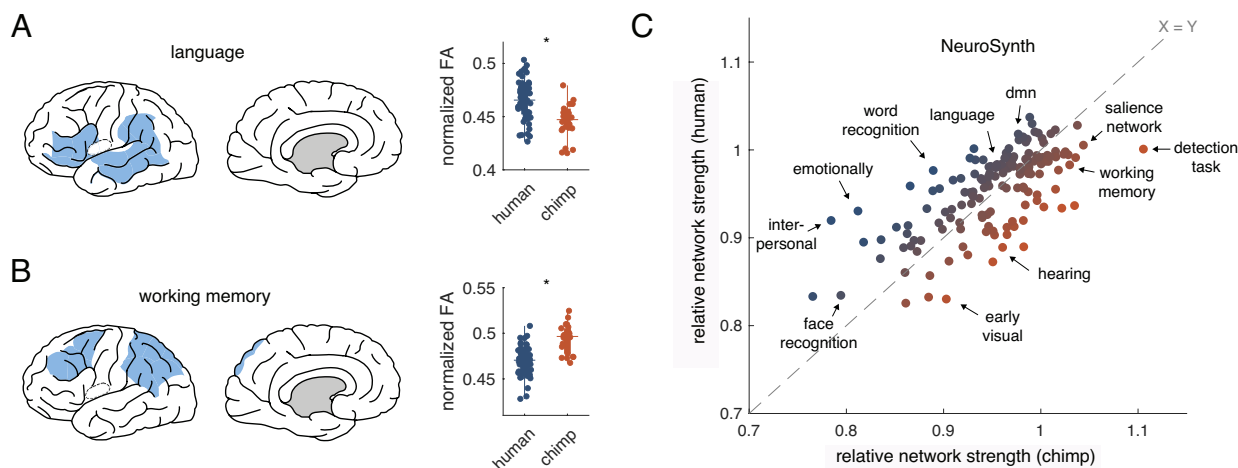 A
language
*
normalized FA
0.5
0.45
0.4
human
chimp
B
working memory
*
normalized FA
0.55
0.5
0.45
human
chimp
C
NeuroSynth
X = Y
relative network strength (human)
1.1
1
0.9
0.8
0.7
dmn
language
word
recognition
salience
network
detection
task
working
memory
emotionally
inter-
personal
hearing
face
recognition
early
visual
0.7
0.8
0.9
1
1.1
relative network strength (chimp)